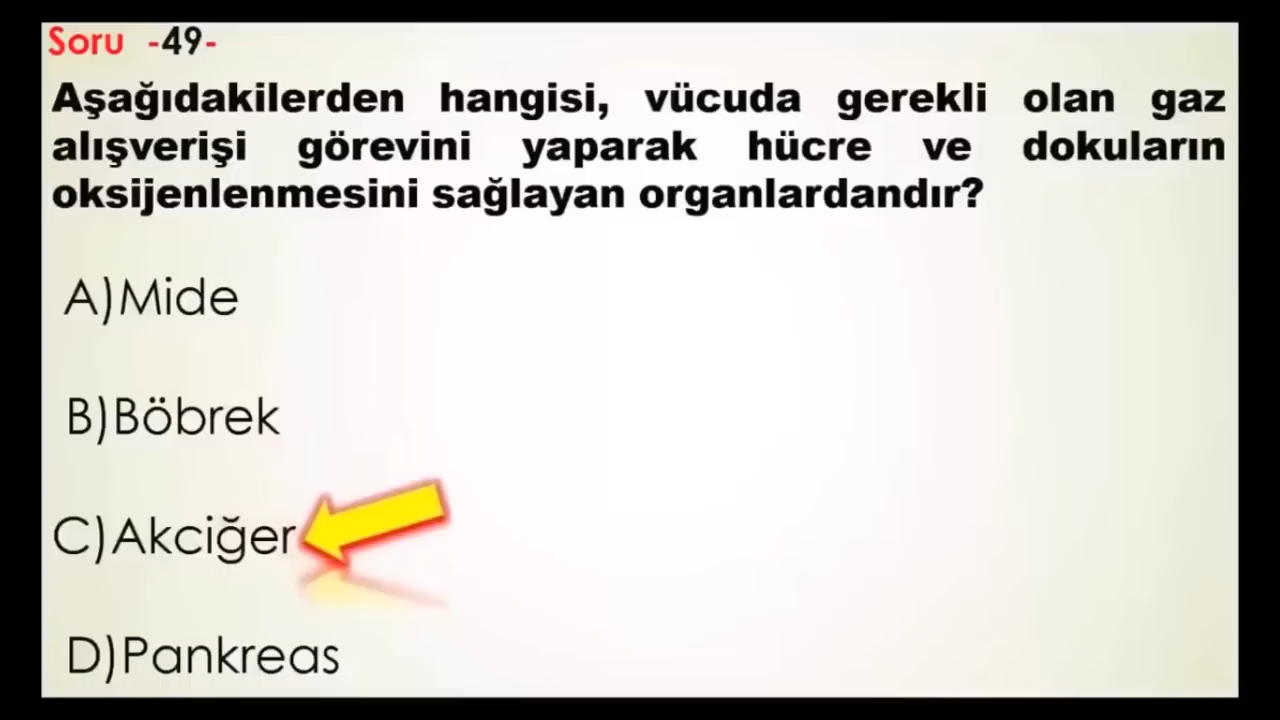 Soru -49-
Aşağıdakilerden hangisi, vücuda gerekli olan gaz
alışverişi görevini yaparak hücre ve dokuların
oksijenlenmesini sağlayan organlardandır?
A)Mide
B)Böbrek
C)Akciğer
D)Pankreas